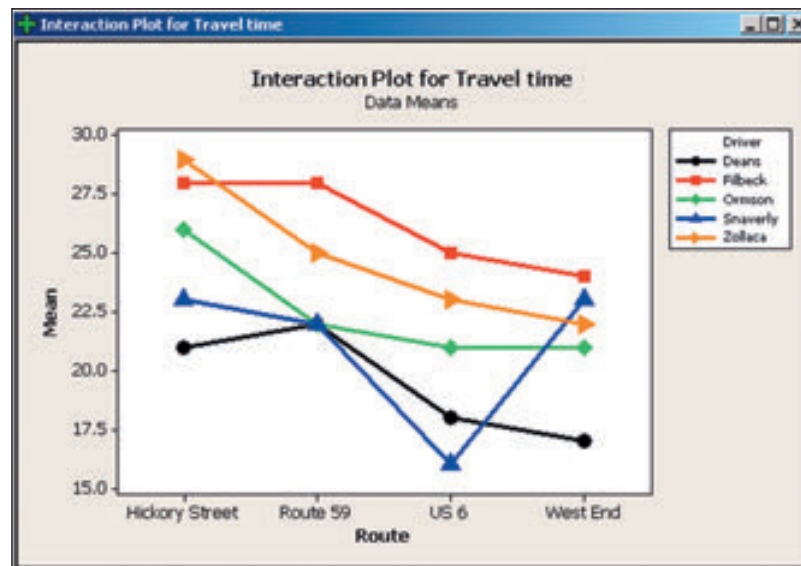 Interaction Plot for Travel time
Interaction Plot for Travel time
Data Means
30.0
27.5
25.0
22.5
20.0
17.5
15.0
Mean
Hickory Street Route 59 US 6 West End
Route
Driver
Deans
Filbeck
Ormson
Snaverly
Zollaca